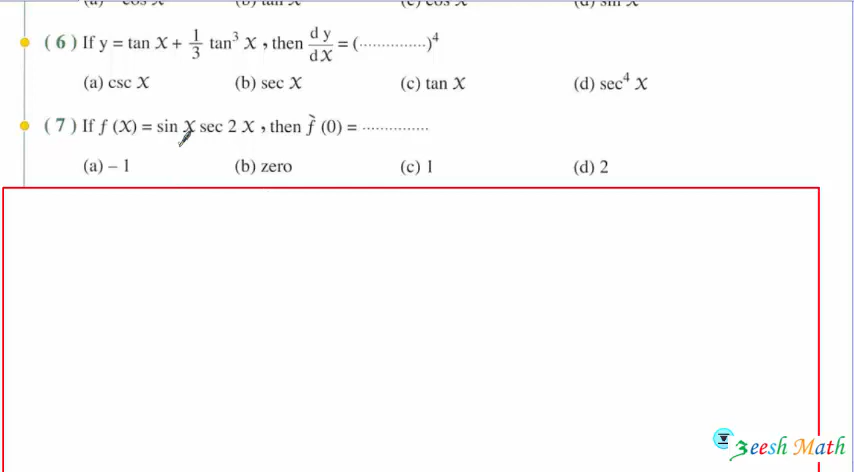 ( 6 ) If y = tan X + 1/3 tan³ X , then dy/dX = (...............)⁴
(a) csc X (b) sec X (c) tan X (d) sec⁴ X
( 7 ) If f (X) = sin X sec 2 X , then f̀ (0) = ...............
(a) – 1 (b) zero (c) 1 (d) 2
Zeesh Math